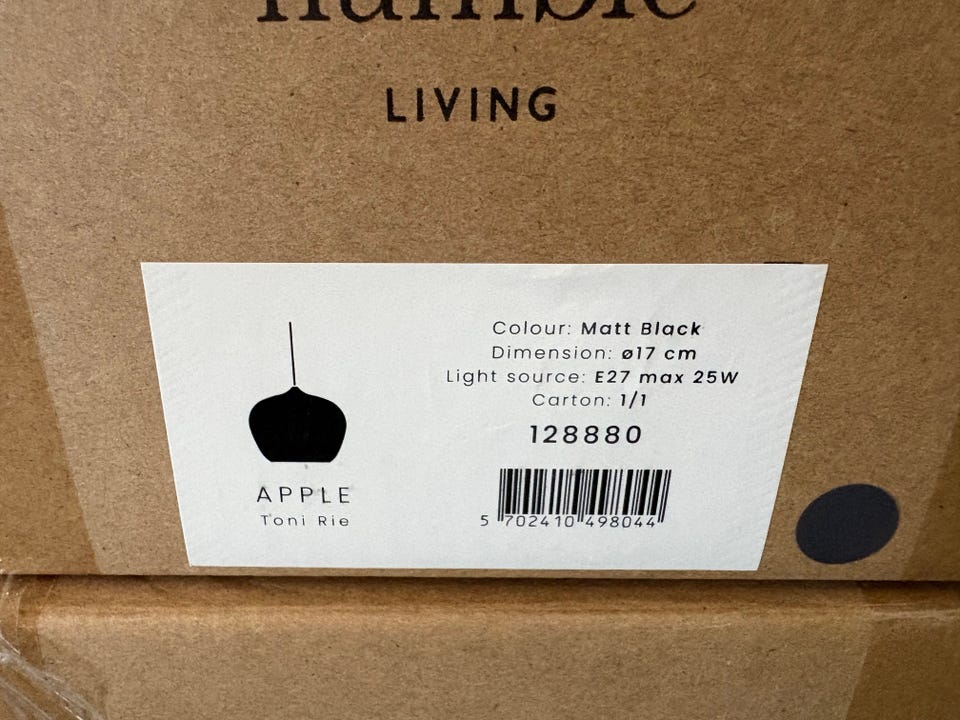 humble
LIVING
Colour: Matt Black
Dimension: ø17 cm
Light source: E27 max 25W
Carton: 1/1
128880
5 702410 498044
APPLE
Toni Rie